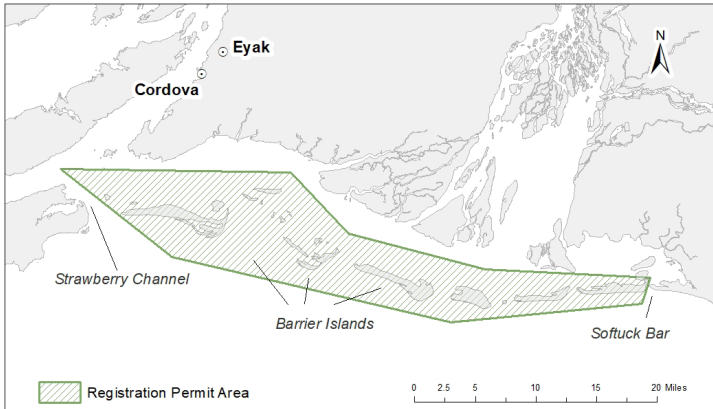 Eyak
N
Cordova
Strawberry Channel
Barrier Islands
Softuck Bar
Registration Permit Area
0 2.5 5 10 15 20 Miles